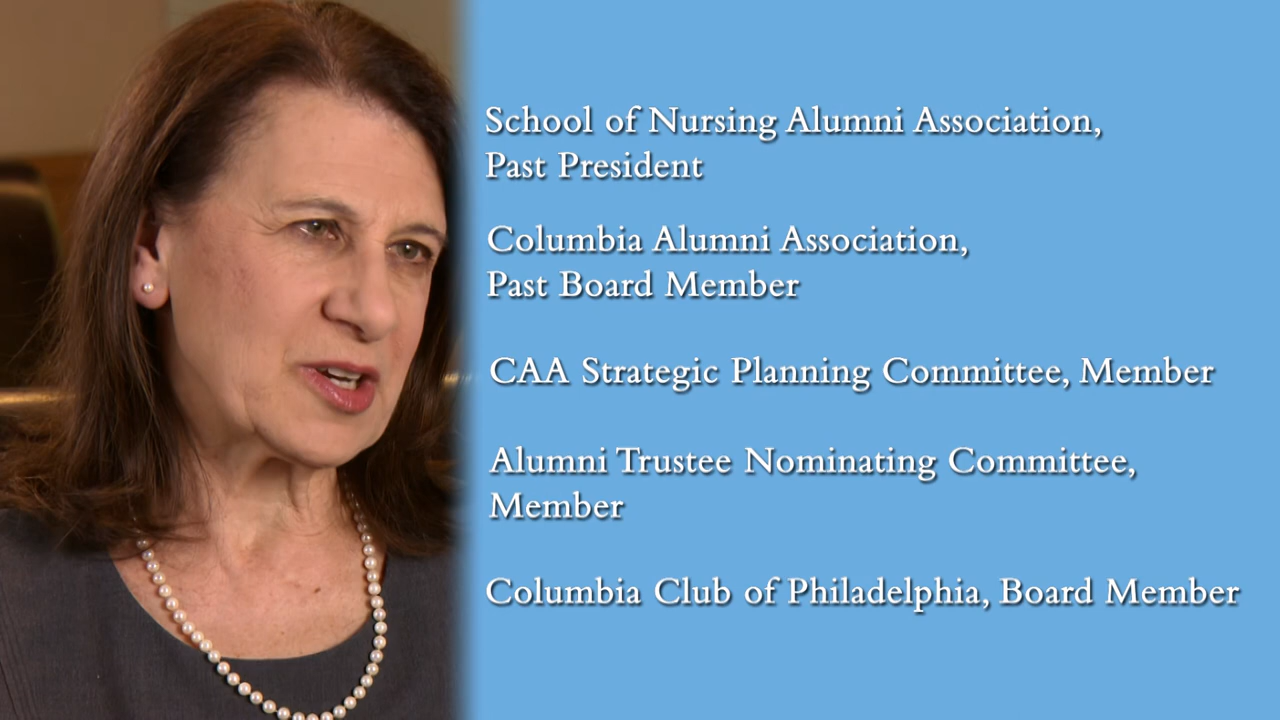 School of Nursing Alumni Association,
Past President
Columbia Alumni Association,
Past Board Member
CAA Strategic Planning Committee, Member
Alumni Trustee Nominating Committee,
Member
Columbia Club of Philadelphia, Board Member